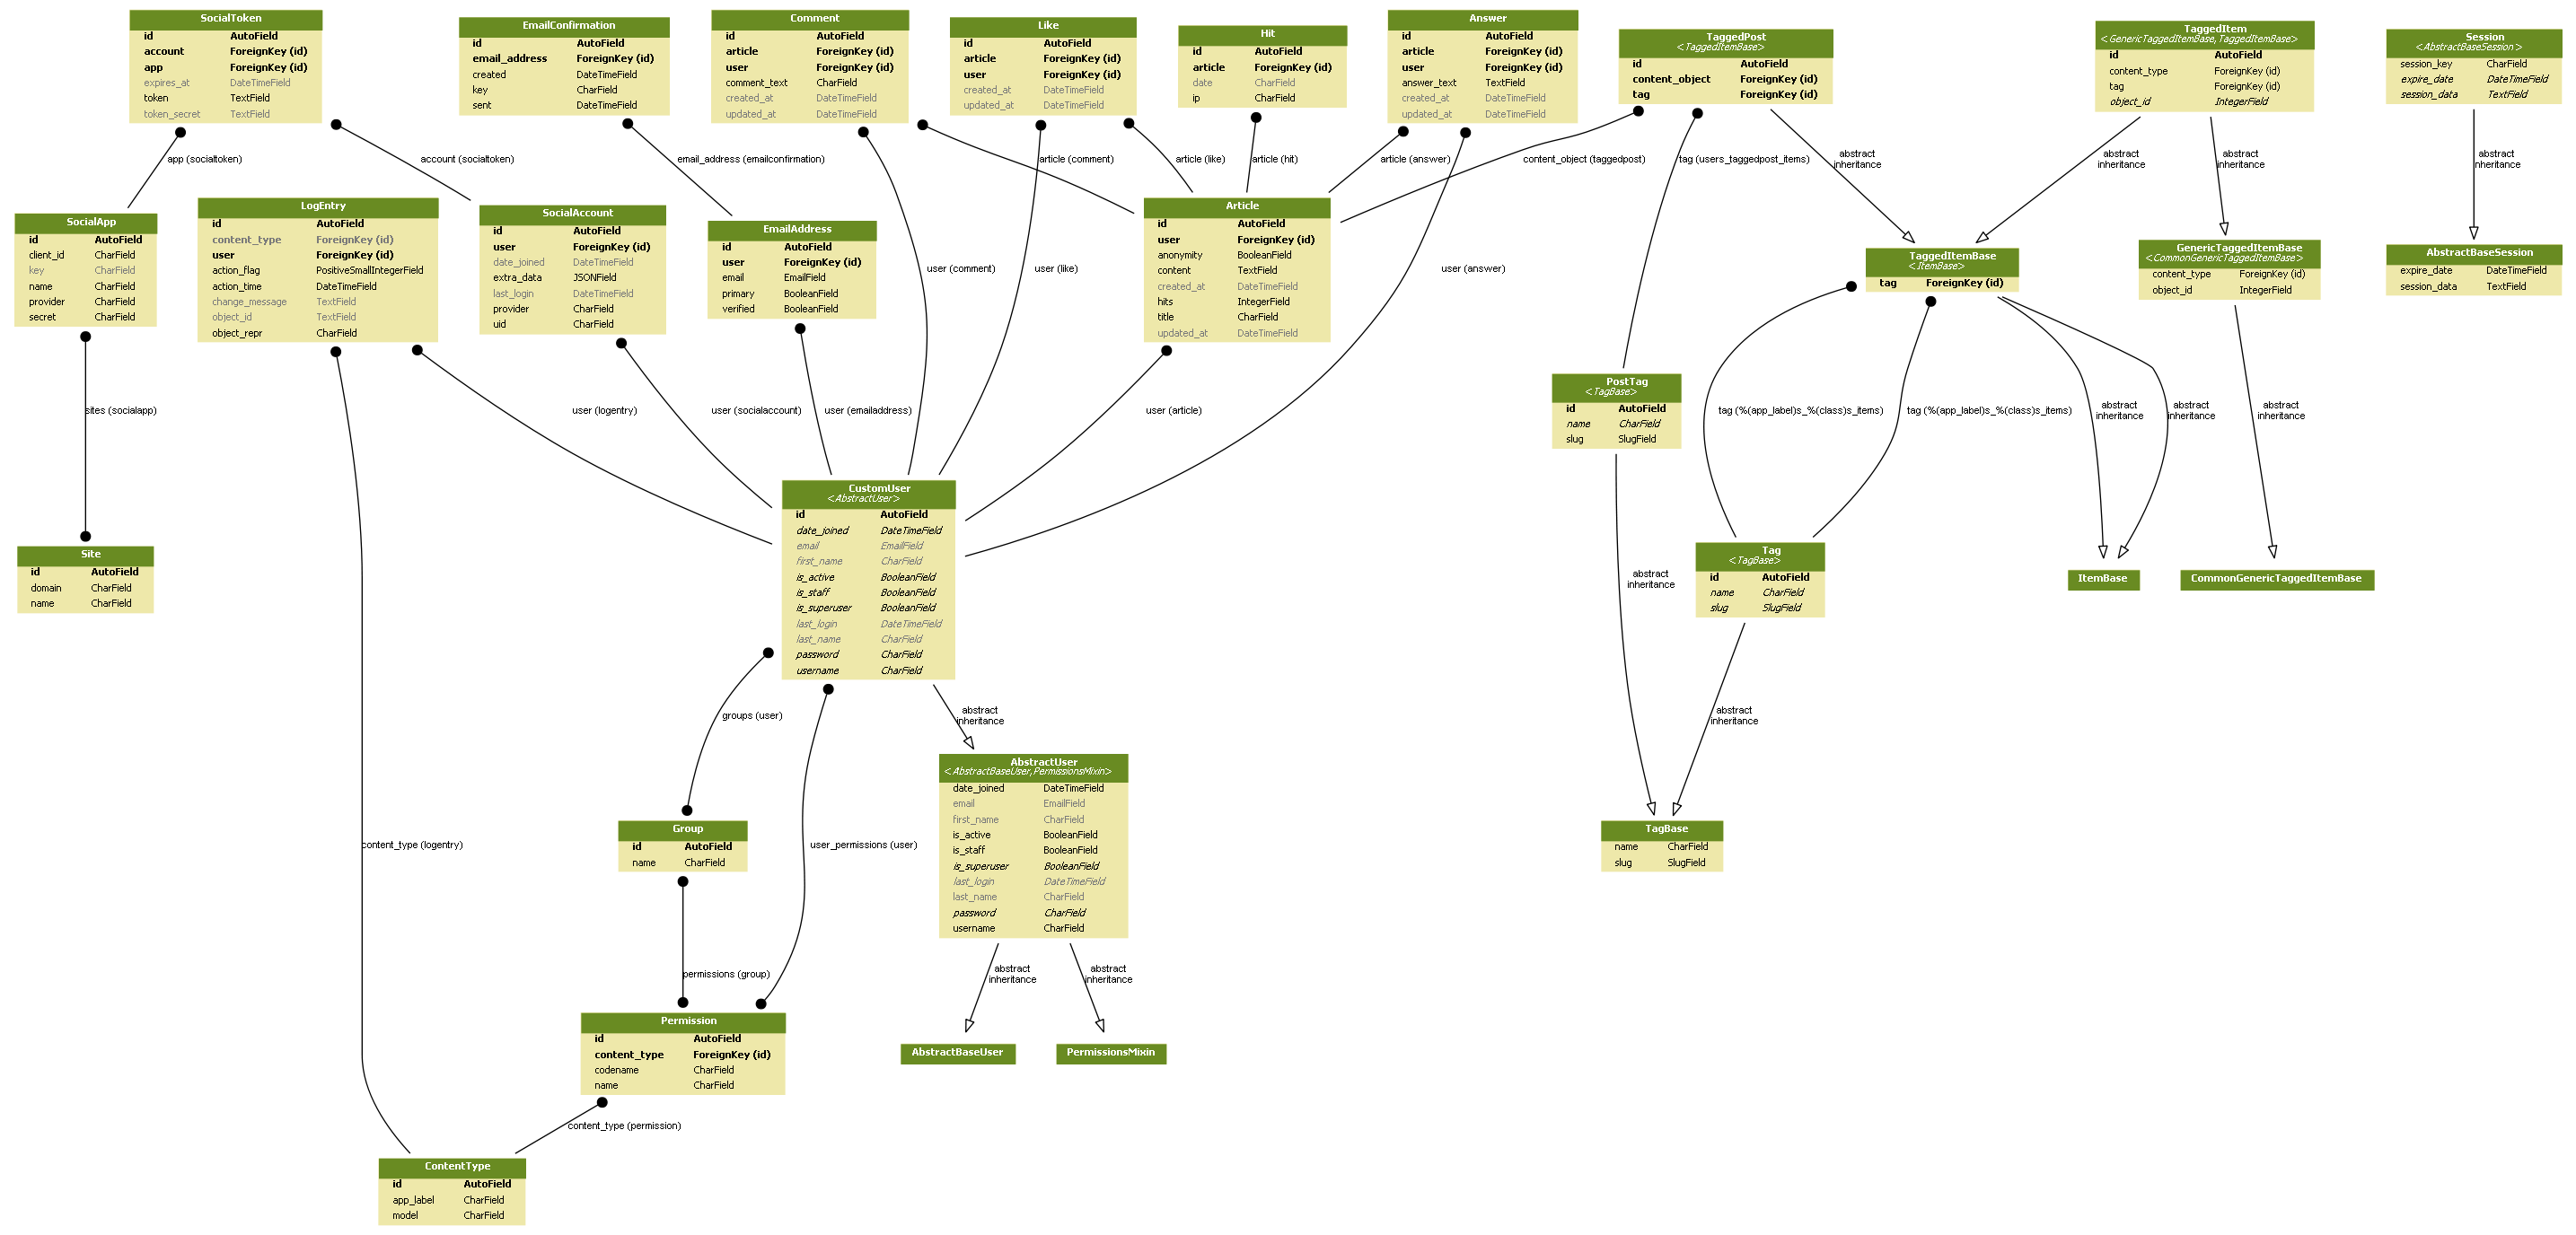 SocialToken
id AutoField
account ForeignKey (id)
app ForeignKey (id)
expires_at DateTimeField
token TextField
token_secret TextField
EmailConfirmation
id AutoField
email_address ForeignKey (id)
created DateTimeField
key CharField
sent DateTimeField
Comment
id AutoField
article ForeignKey (id)
user ForeignKey (id)
comment_text CharField
created_at DateTimeField
updated_at DateTimeField
Like
id AutoField
article ForeignKey (id)
user ForeignKey (id)
created_at DateTimeField
updated_at DateTimeField
Hit
id AutoField
article ForeignKey (id)
date CharField
ip CharField
Answer
id AutoField
article ForeignKey (id)
user ForeignKey (id)
answer_text TextField
created_at DateTimeField
updated_at DateTimeField
TaggedPost
<TaggedItemBase>
id AutoField
content_object ForeignKey (id)
tag ForeignKey (id)
TaggedItem
<GenericTaggedItemBase,TaggedItemBase>
id AutoField
content_type ForeignKey (id)
tag ForeignKey (id)
object_id IntegerField
Session
<AbstractBaseSession>
session_key CharField
expire_date DateTimeField
session_data TextField
app (socialtoken)
account (socialtoken)
email_address (emailconfirmation)
article (comment)
article (like)
article (hit)
article (answer)
content_object (taggedpost)
tag (users_taggedpost_items)
abstract
inheritance
abstract
inheritance
abstract
inheritance
abstract
inheritance
SocialApp
id AutoField
client_id CharField
key CharField
name CharField
provider CharField
secret CharField
LogEntry
id AutoField
content_type ForeignKey (id)
user ForeignKey (id)
action_flag PositiveSmallIntegerField
action_time DateTimeField
change_message TextField
object_id TextField
object_repr CharField
SocialAccount
id AutoField
user ForeignKey (id)
date_joined DateTimeField
extra_data JSONField
last_login DateTimeField
provider CharField
uid CharField
EmailAddress
id AutoField
user ForeignKey (id)
email EmailField
primary BooleanField
verified BooleanField
user (comment)
user (like)
Article
id AutoField
user ForeignKey (id)
anonymity BooleanField
content TextField
created_at DateTimeField
hits IntegerField
title CharField
updated_at DateTimeField
user (answer)
TaggedItemBase
<ItemBase>
tag ForeignKey (id)
GenericTaggedItemBase
<CommonGenericTaggedItemBase>
content_type ForeignKey (id)
object_id IntegerField
AbstractBaseSession
expire_date DateTimeField
session_data TextField
sites (socialapp)
user (logentry)
user (socialaccount)
user (emailaddress)
user (article)
PostTag
<TagBase>
id AutoField
name CharField
slug SlugField
tag (%(app_label)s_%(class)s_items)
tag (%(app_label)s_%(class)s_items)
abstract
inheritance
abstract
inheritance
abstract
inheritance
Site
id AutoField
domain CharField
name CharField
CustomUser
<AbstractUser>
id AutoField
date_joined DateTimeField
email EmailField
first_name CharField
is_active BooleanField
is_staff BooleanField
is_superuser BooleanField
last_login DateTimeField
last_name CharField
password CharField
username CharField
abstract
inheritance
Tag
<TagBase>
id AutoField
name CharField
slug SlugField
ItemBase
CommonGenericTaggedItemBase
groups (user)
abstract
inheritance
abstract
inheritance
AbstractUser
<AbstractBaseUser,PermissionsMixin>
date_joined DateTimeField
email EmailField
first_name CharField
is_active BooleanField
is_staff BooleanField
is_superuser BooleanField
last_login DateTimeField
last_name CharField
password CharField
username CharField
content_type (logentry)
Group
id AutoField
name CharField
user_permissions (user)
TagBase
name CharField
slug SlugField
permissions (group)
abstract
inheritance
abstract
inheritance
Permission
id AutoField
content_type ForeignKey (id)
codename CharField
name CharField
AbstractBaseUser
PermissionsMixin
content_type (permission)
ContentType
id AutoField
app_label CharField
model CharField